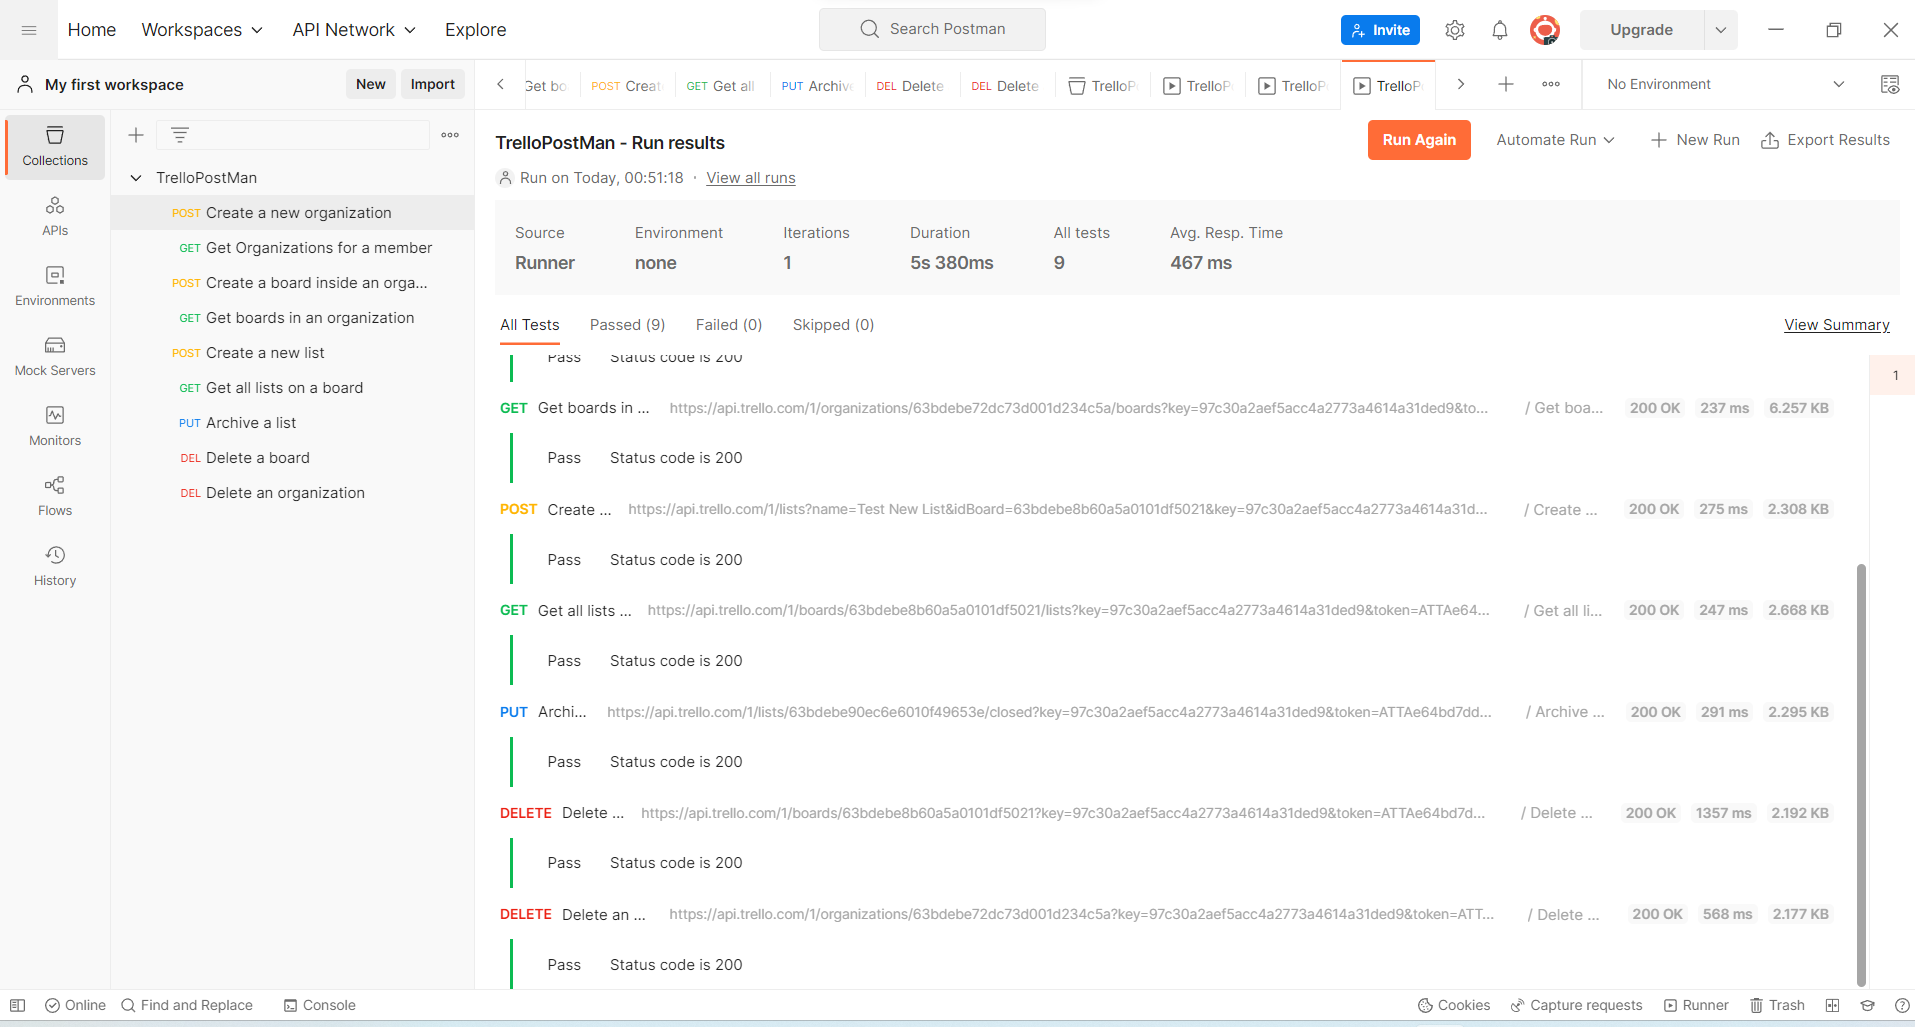 Home Workspaces API Network Explore
Search Postman
Invite Upgrade
My first workspace New Import
Get bo POST Creat GET Get all PUT Archive DEL Delete DEL Delete TrelloP TrelloP TrelloP TrelloP
No Environment
Collections
APIs
Environments
Mock Servers
Monitors
Flows
History
TrelloPostMan
POST Create a new organization
GET Get Organizations for a member
POST Create a board inside an orga...
GET Get boards in an organization
POST Create a new list
GET Get all lists on a board
PUT Archive a list
DEL Delete a board
DEL Delete an organization
TrelloPostMan - Run results
Run Again Automate Run New Run Export Results
Run on Today, 00:51:18 · View all runs
Source Environment Iterations Duration All tests Avg. Resp. Time
Runner none 1 5s 380ms 9 467 ms
All Tests Passed (9) Failed (0) Skipped (0) View Summary
Pass Status code is 200
1
GET Get boards in ... https://api.trello.com/1/organizations/63bdebe72dc73d001d234c5a/boards?key=97c30a2aef5acc4a2773a4614a31ded9&to... / Get boa... 200 OK 237 ms 6.257 KB
Pass Status code is 200
POST Create ... https://api.trello.com/1/lists?name=Test New List&idBoard=63bdebe8b60a5a0101df5021&key=97c30a2aef5acc4a2773a4614a31d... / Create ... 200 OK 275 ms 2.308 KB
Pass Status code is 200
GET Get all lists ... https://api.trello.com/1/boards/63bdebe8b60a5a0101df5021/lists?key=97c30a2aef5acc4a2773a4614a31ded9&token=ATTAe64... / Get all li... 200 OK 247 ms 2.668 KB
Pass Status code is 200
PUT Archi... https://api.trello.com/1/lists/63bdebe90ec6e6010f49653e/closed?key=97c30a2aef5acc4a2773a4614a31ded9&token=ATTAe64bd7dd... / Archive ... 200 OK 291 ms 2.295 KB
Pass Status code is 200
DELETE Delete ... https://api.trello.com/1/boards/63bdebe8b60a5a0101df5021?key=97c30a2aef5acc4a2773a4614a31ded9&token=ATTAe64bd7d... / Delete ... 200 OK 1357 ms 2.192 KB
Pass Status code is 200
DELETE Delete an ... https://api.trello.com/1/organizations/63bdebe72dc73d001d234c5a?key=97c30a2aef5acc4a2773a4614a31ded9&token=ATT... / Delete ... 200 OK 568 ms 2.177 KB
Pass Status code is 200
Online Find and Replace Console Cookies Capture requests Runner Trash